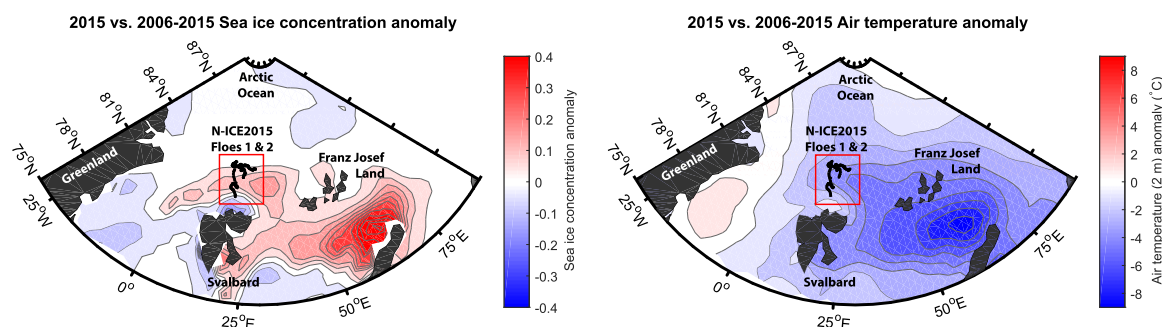 2015 vs. 2006-2015 Sea ice concentration anomaly
87°N
84°N
81°N
78°N
75°N
25°W
0°
25°E
50°E
75°E
Arctic
Ocean
N-ICE2015
Floes 1 & 2
Franz Josef
Land
Greenland
Svalbard
0.4
0.3
0.2
0.1
0
-0.1
-0.2
-0.3
-0.4
Sea ice concentration anomaly
2015 vs. 2006-2015 Air temperature anomaly
87°N
84°N
81°N
78°N
75°N
25°W
0°
25°E
50°E
75°E
Arctic
Ocean
N-ICE2015
Floes 1 & 2
Franz Josef
Land
Greenland
Svalbard
8
6
4
2
0
-2
-4
-6
-8
Air temperature (2 m) anomaly (°C)